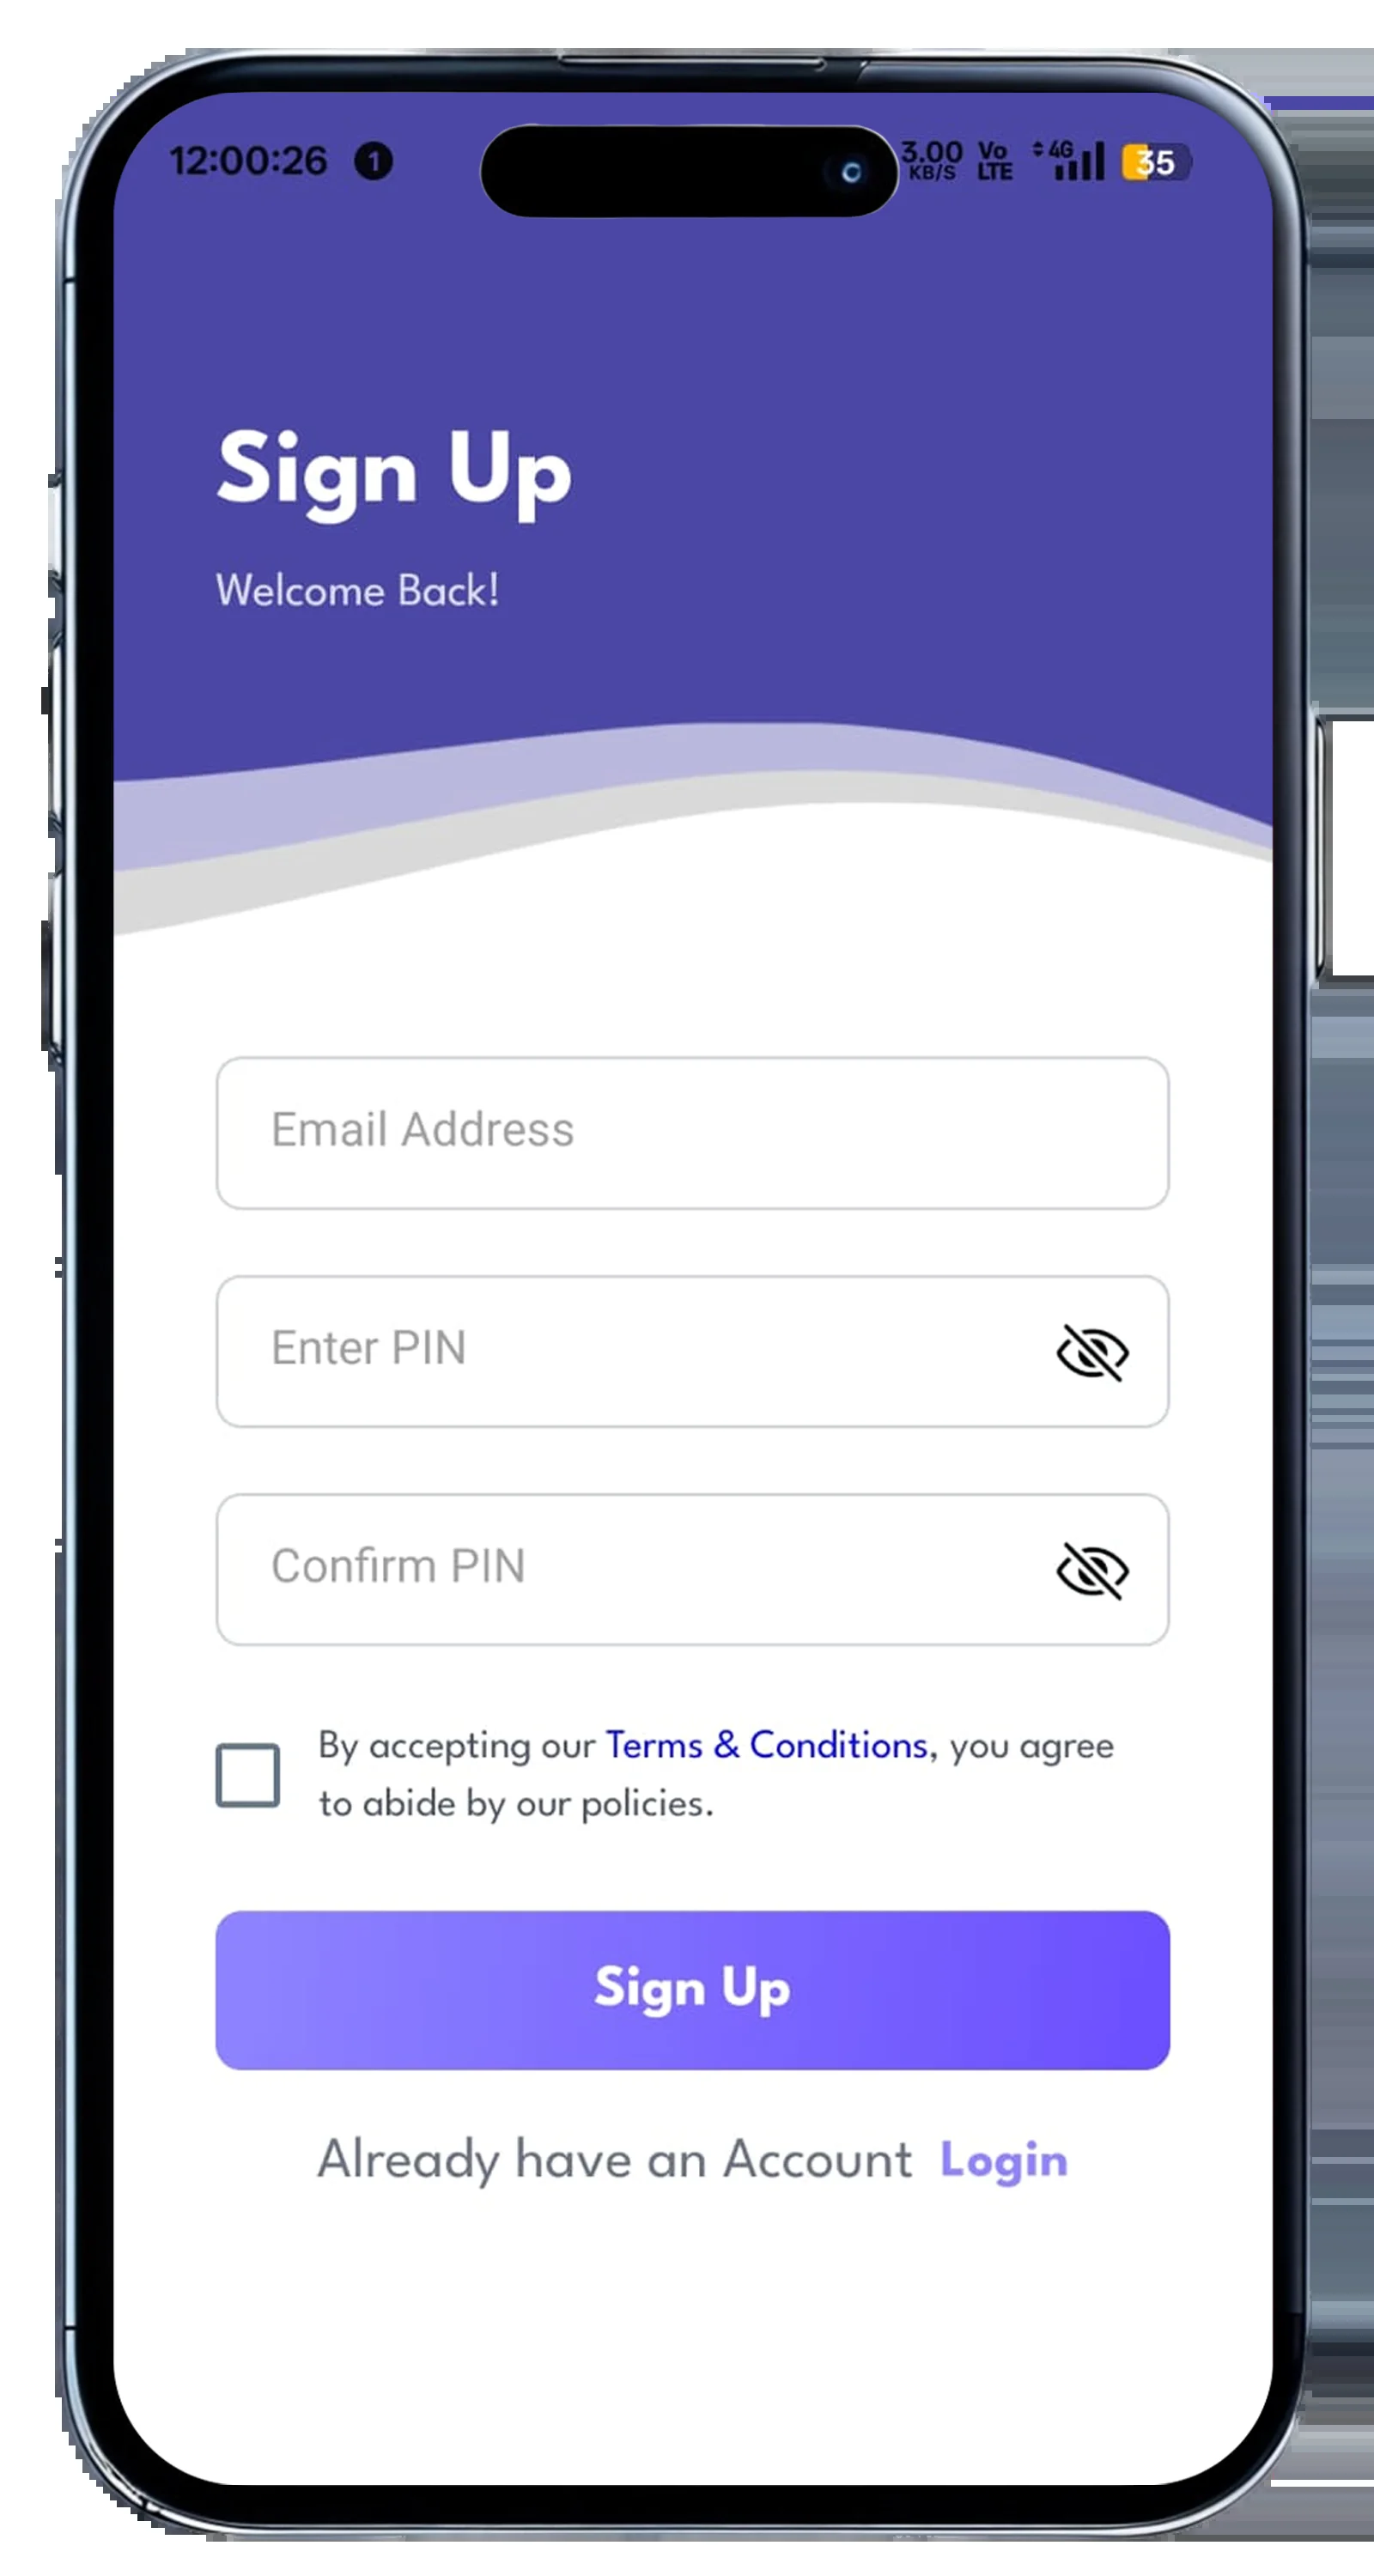 12:00:26 1 3.00 KB/S Vo LTE 4G 35
Sign Up
Welcome Back!
Email Address
Enter PIN
Confirm PIN
By accepting our Terms & Conditions, you agree
to abide by our policies.
Sign Up
Already have an Account Login